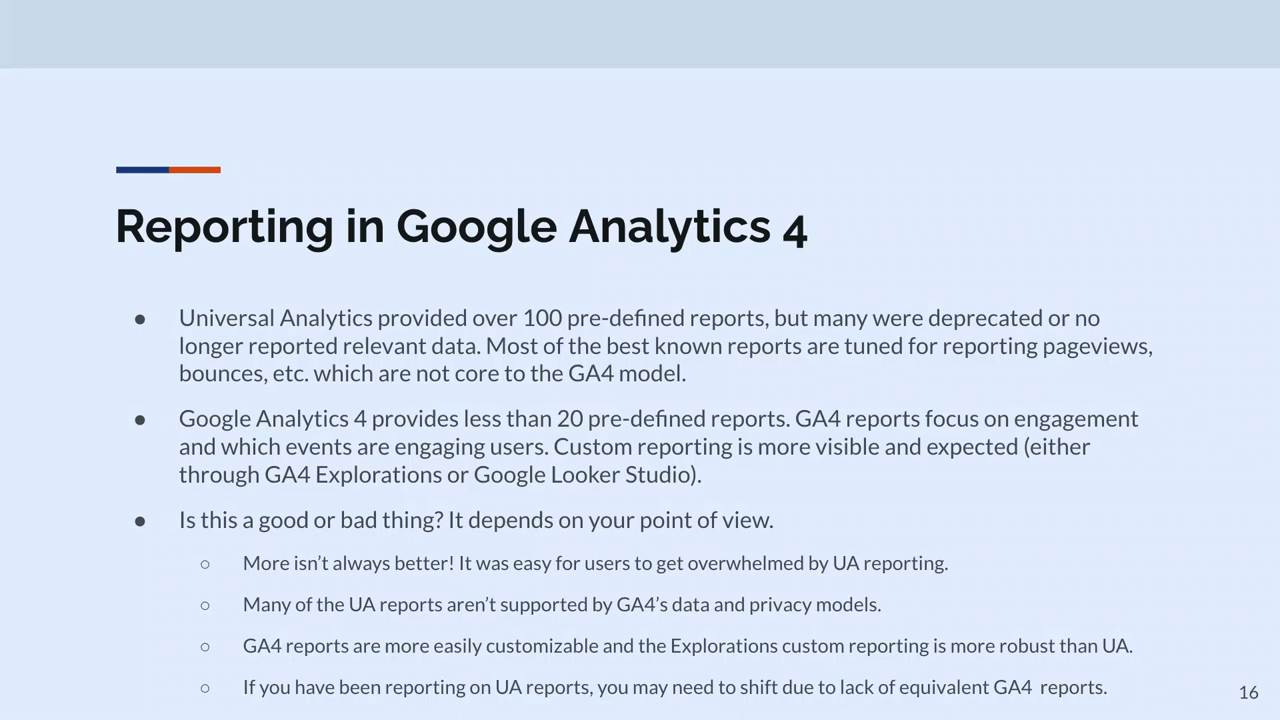 Reporting in Google Analytics 4
● Universal Analytics provided over 100 pre-defined reports, but many were deprecated or no
longer reported relevant data. Most of the best known reports are tuned for reporting pageviews,
bounces, etc. which are not core to the GA4 model.
● Google Analytics 4 provides less than 20 pre-defined reports. GA4 reports focus on engagement
and which events are engaging users. Custom reporting is more visible and expected (either
through GA4 Explorations or Google Looker Studio).
● Is this a good or bad thing? It depends on your point of view.
○ More isn’t always better! It was easy for users to get overwhelmed by UA reporting.
○ Many of the UA reports aren’t supported by GA4’s data and privacy models.
○ GA4 reports are more easily customizable and the Explorations custom reporting is more robust than UA.
○ If you have been reporting on UA reports, you may need to shift due to lack of equivalent GA4  reports.
16